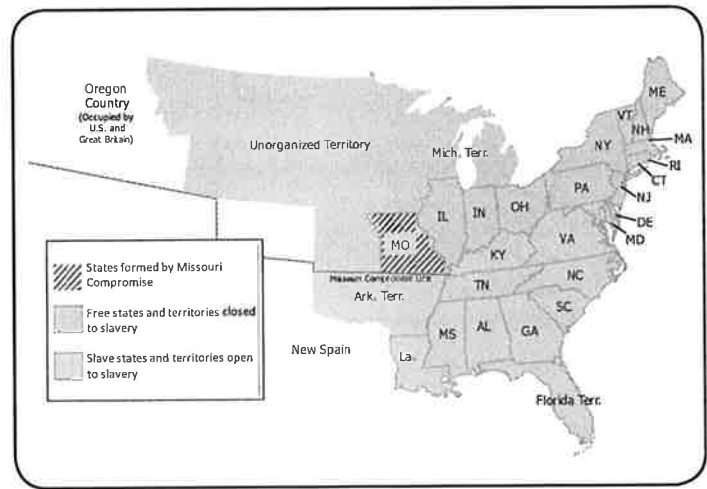 Oregon
Country
(Occupied by
U.S. and
Great Britain)
Unorganized Territory
Mich. Terr.
ME
VT
NH
MA
NY
RI
CT
PA
NJ
OH
IN
IL
DE
MD
MO
VA
KY
Missouri Compromise Line
NC
TN
Ark. Terr.
SC
MS
AL
GA
New Spain
La.
Florida Terr.
States formed by Missouri
Compromise
Free states and territories closed
to slavery
Slave states and territories open
to slavery